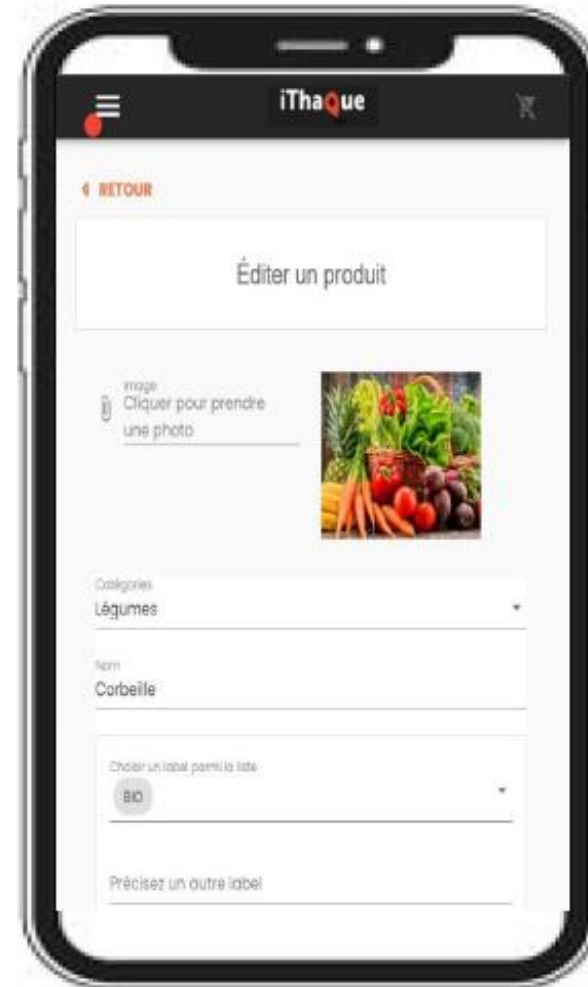 iThaque
RETOUR
Éditer un produit
Image
Cliquer pour prendre
une photo
Catégories
Légumes
Nom
Corbeille
Choisir un label parmi la liste
BIO
Précisez un autre label